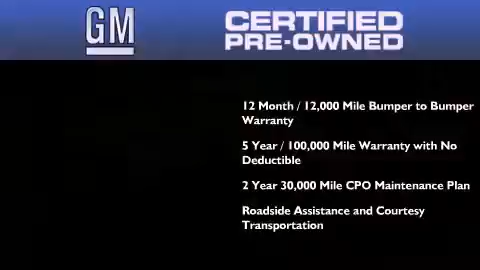 GM
CERTIFIED
PRE-OWNED
12 Month / 12,000 Mile Bumper to Bumper
Warranty
5 Year / 100,000 Mile Warranty with No
Deductible
2 Year 30,000 Mile CPO Maintenance Plan
Roadside Assistance and Courtesy
Transportation